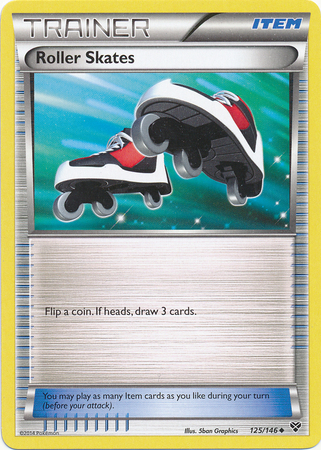 TRAINER ITEM
Roller Skates
Flip a coin. If heads, draw 3 cards.
You may play as many Item cards as you like during your turn
(before your attack).
©2014 Pokémon Illus. 5ban Graphics 125/146